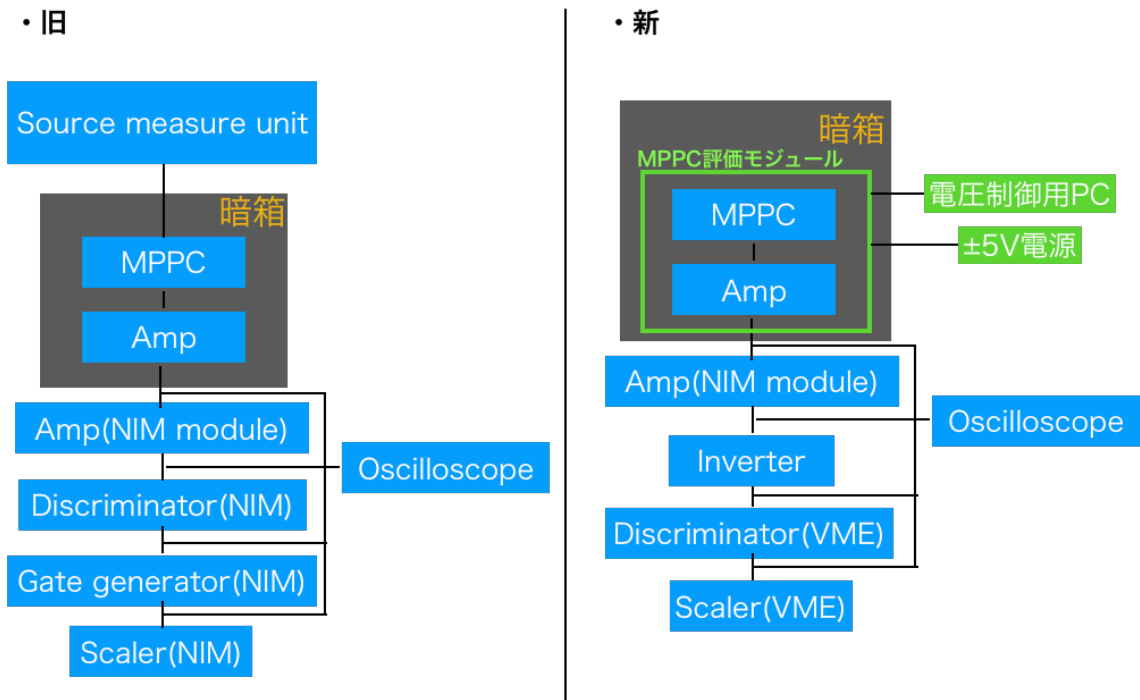 ・旧
Source measure unit
暗箱
MPPC
Amp
Amp(NIM module)
Oscilloscope
Discriminator(NIM)
Gate generator(NIM)
Scaler(NIM)
・新
暗箱
MPPC評価モジュール
MPPC
電圧制御用PC
±5V電源
Amp
Amp(NIM module)
Oscilloscope
Inverter
Discriminator(VME)
Scaler(VME)